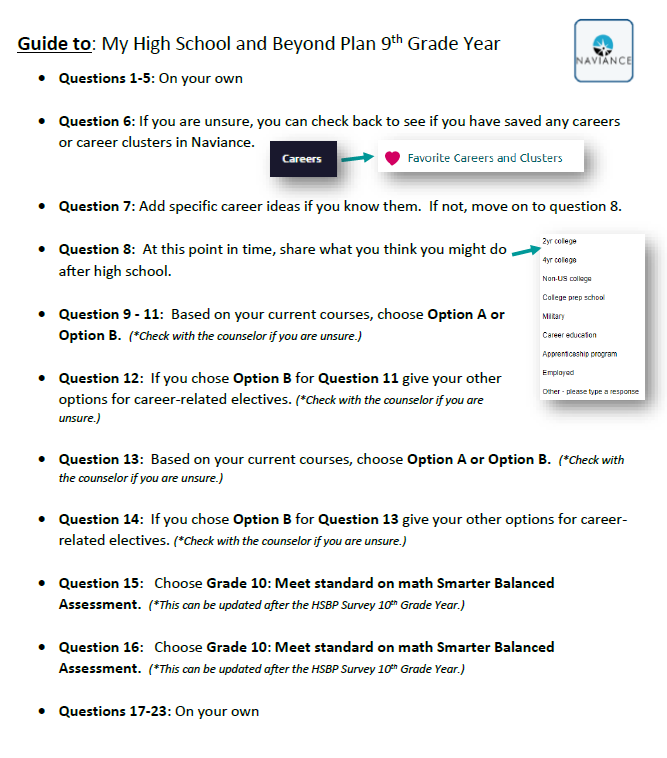 Guide to: My High School and Beyond Plan 9th Grade Year
NAVIANCE
• Questions 1-5: On your own
• Question 6: If you are unsure, you can check back to see if you have saved any careers
or career clusters in Naviance.
Careers
Favorite Careers and Clusters
• Question 7: Add specific career ideas if you know them.  If not, move on to question 8.
• Question 8:  At this point in time, share what you think you might do
after high school.
2yr college
4yr college
Non-US college
College prep school
Military
Career education
Apprenticeship program
Employed
Other - please type a response
• Question 9 - 11:  Based on your current courses, choose Option A or
Option B.  (*Check with the counselor if you are unsure.)
• Question 12:  If you chose Option B for Question 11 give your other
options for career-related electives. (*Check with the counselor if you are
unsure.)
• Question 13:  Based on your current courses, choose Option A or Option B.  (*Check with
the counselor if you are unsure.)
• Question 14:  If you chose Option B for Question 13 give your other options for career-
related electives. (*Check with the counselor if you are unsure.)
• Question 15:   Choose Grade 10: Meet standard on math Smarter Balanced
Assessment.  (*This can be updated after the HSBP Survey 10th Grade Year.)
• Question 16:   Choose Grade 10: Meet standard on math Smarter Balanced
Assessment.  (*This can be updated after the HSBP Survey 10th Grade Year.)
• Questions 17-23: On your own